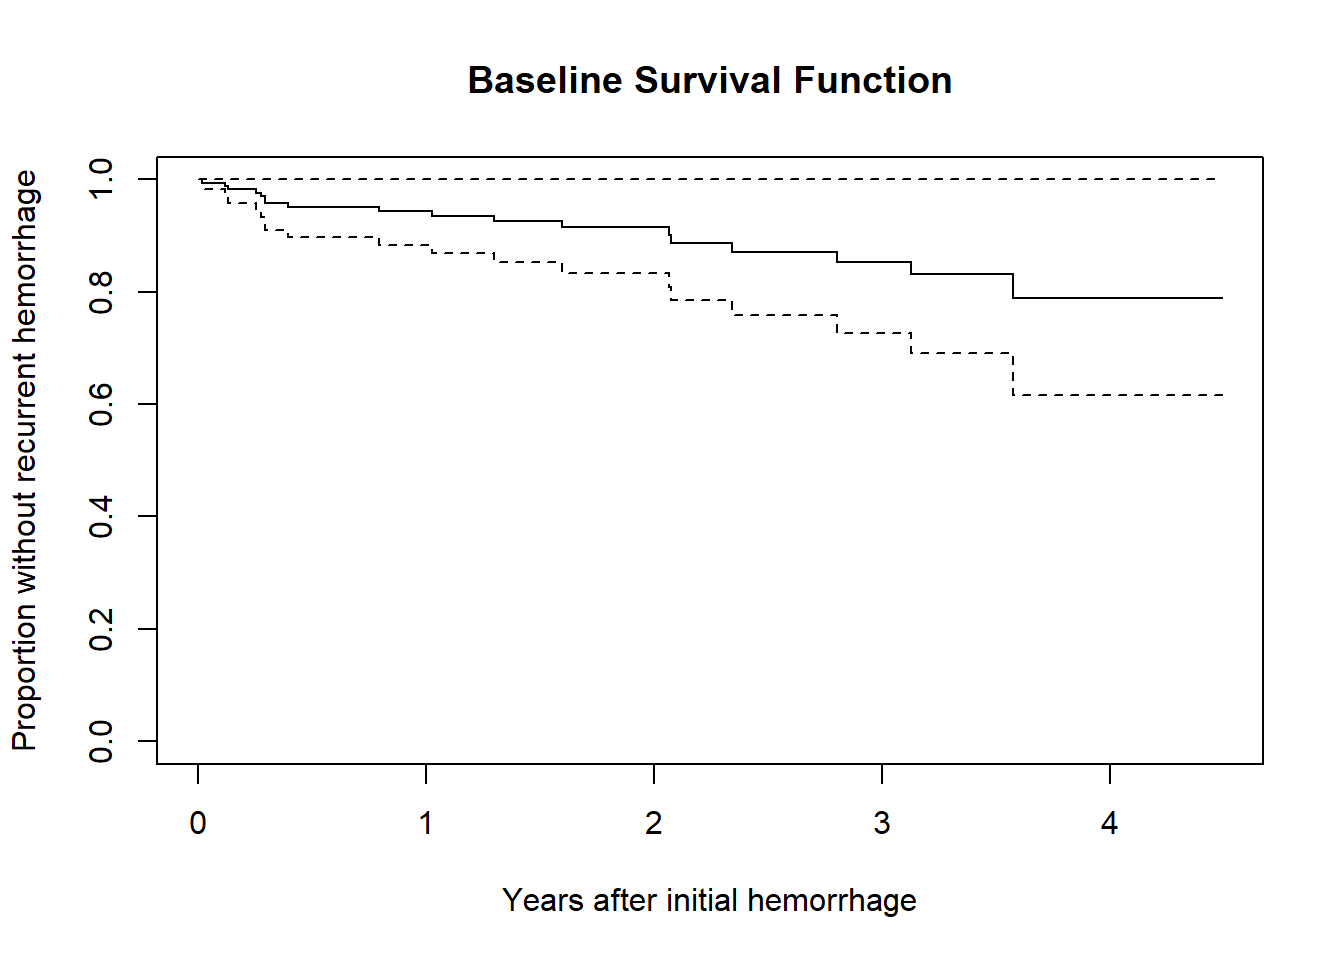 Baseline Survival Function
Proportion without recurrent hemorrhage
1.0
0.8
0.6
0.4
0.2
0.0
0 1 2 3 4
Years after initial hemorrhage